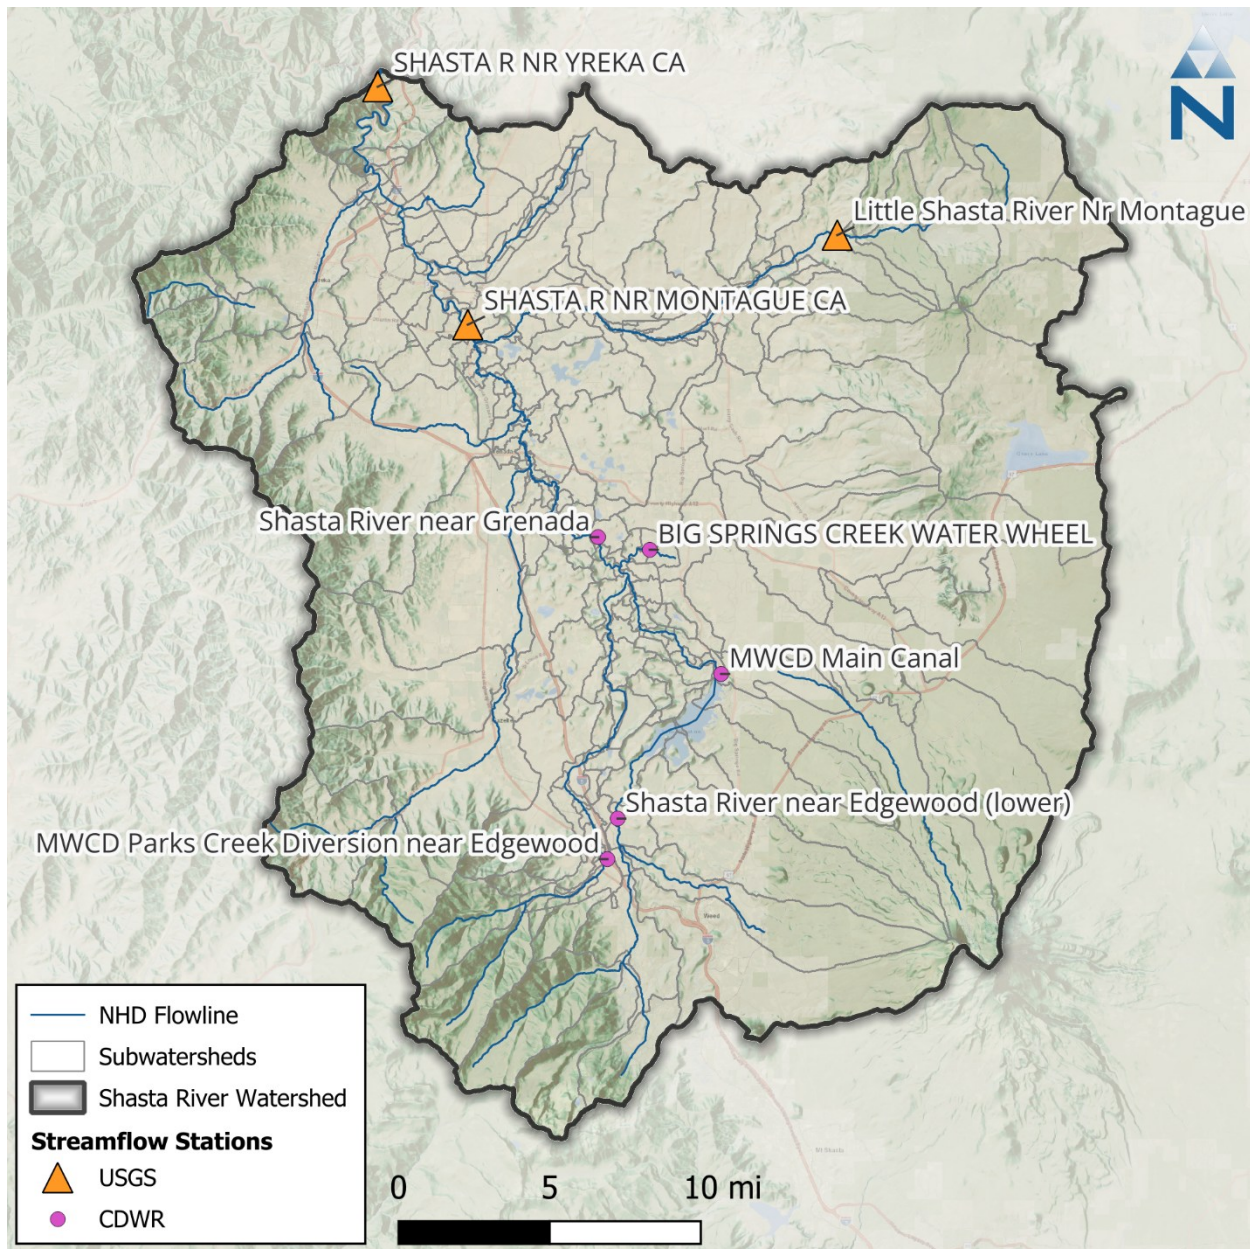 SHASTA R NR YREKA CA
N
Little Shasta River Nr Montague
SHASTA R NR MONTAGUE CA
Shasta River near Grenada
BIG SPRINGS CREEK WATER WHEEL
MWCD Main Canal
Shasta River near Edgewood (lower)
MWCD Parks Creek Diversion near Edgewood
Weed
NHD Flowline
Subwatersheds
Shasta River Watershed
Streamflow Stations
USGS
CDWR
0 5 10 mi